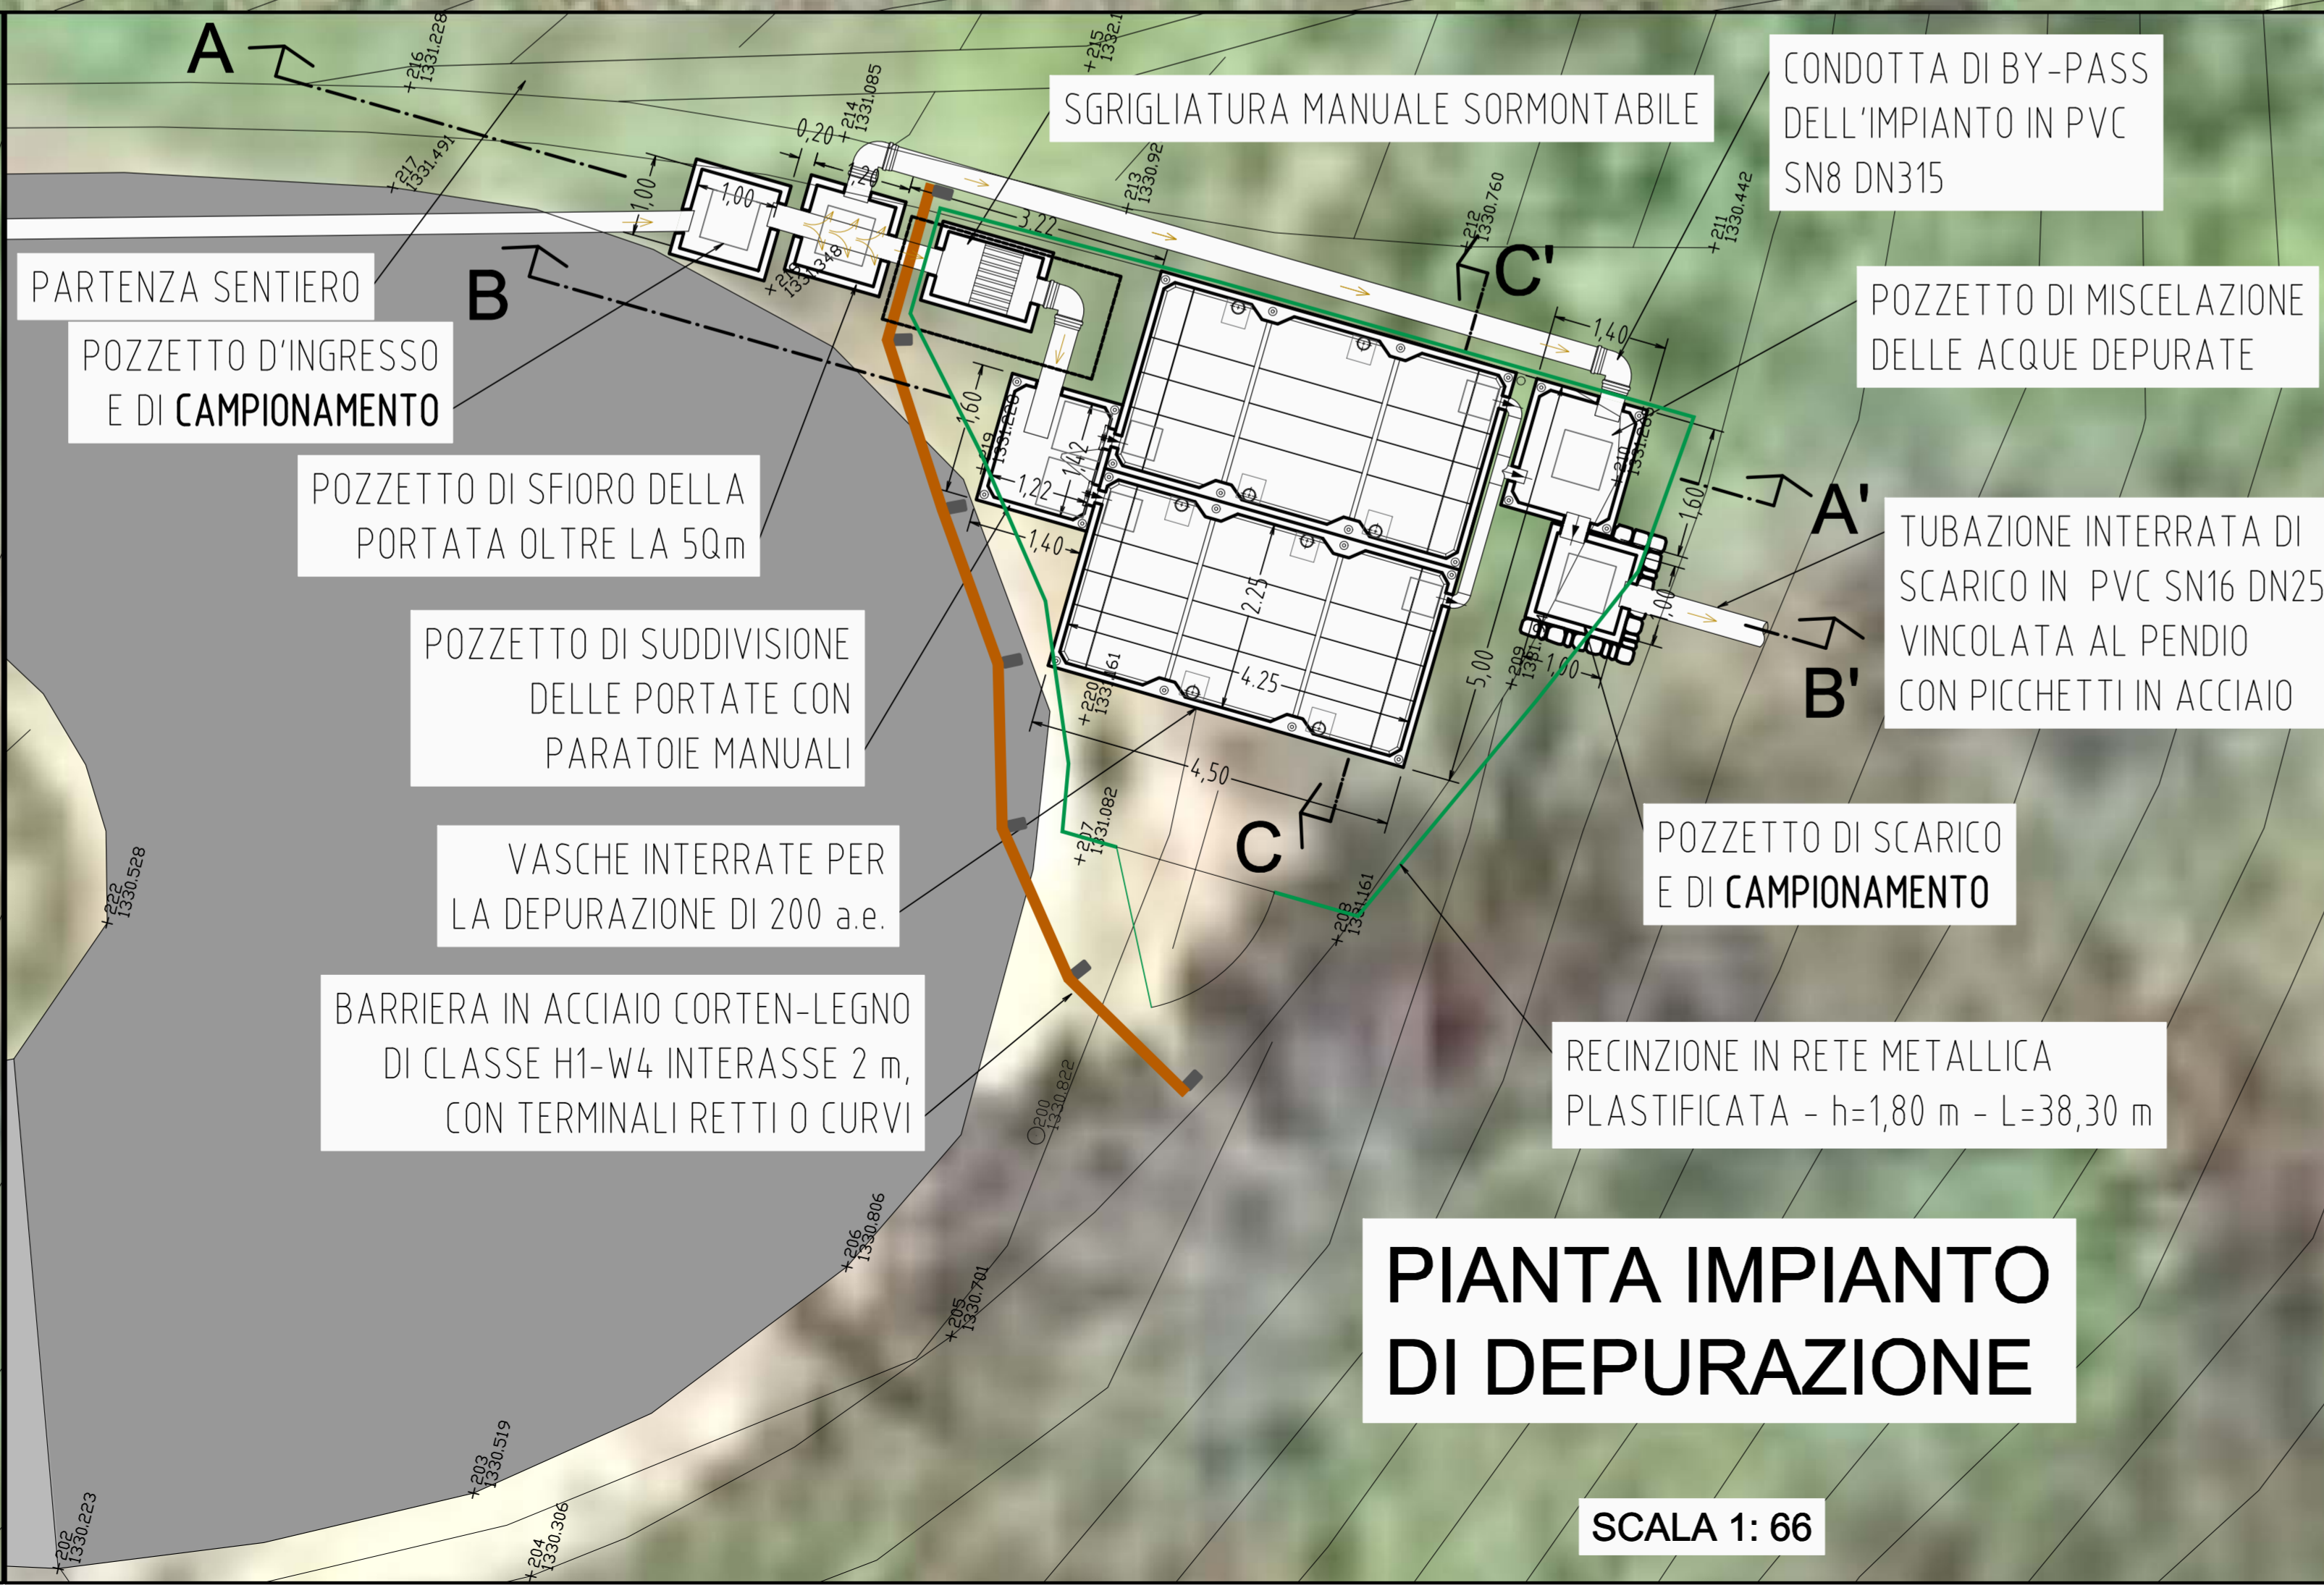 A
+216
1331.228
+215
1332.1
+217
1331.491
+214
1331.085
0,20
SGRIGLIATURA MANUALE SORMONTABILE
CONDOTTA DI BY-PASS
DELL'IMPIANTO IN PVC
SN8 DN315
1,00
1,00
3,22
+213
1330.92
+212
1330.760
+211
1330.442
C'
PARTENZA SENTIERO
B
1331.348
POZZETTO DI MISCELAZIONE
DELLE ACQUE DEPURATE
POZZETTO D'INGRESSO
E DI CAMPIONAMENTO
1,40
1,60
1,42
1,22
1,40
POZZETTO DI SFIORO DELLA
PORTATA OLTRE LA 5Qm
A'
1,60
TUBAZIONE INTERRATA DI
SCARICO IN PVC SN16 DN25
VINCOLATA AL PENDIO
CON PICCHETTI IN ACCIAIO
POZZETTO DI SUDDIVISIONE
DELLE PORTATE CON
PARATOIE MANUALI
2.25
4.25
5,00
1,00
1,00
+209
B'
+220
4,50
C
+207
1331.082
VASCHE INTERRATE PER
LA DEPURAZIONE DI 200 a.e.
POZZETTO DI SCARICO
E DI CAMPIONAMENTO
+222
1330.528
1331.161
BARRIERA IN ACCIAIO CORTEN-LEGNO
DI CLASSE H1-W4 INTERASSE 2 m,
CON TERMINALI RETTI O CURVI
RECINZIONE IN RETE METALLICA
PLASTIFICATA - h=1,80 m - L=38,30 m
200
1330.822
+206
1330.806
+205
1330.701
PIANTA IMPIANTO
DI DEPURAZIONE
+203
1330.519
+202
1330.223
+204
1330.306
SCALA 1: 66